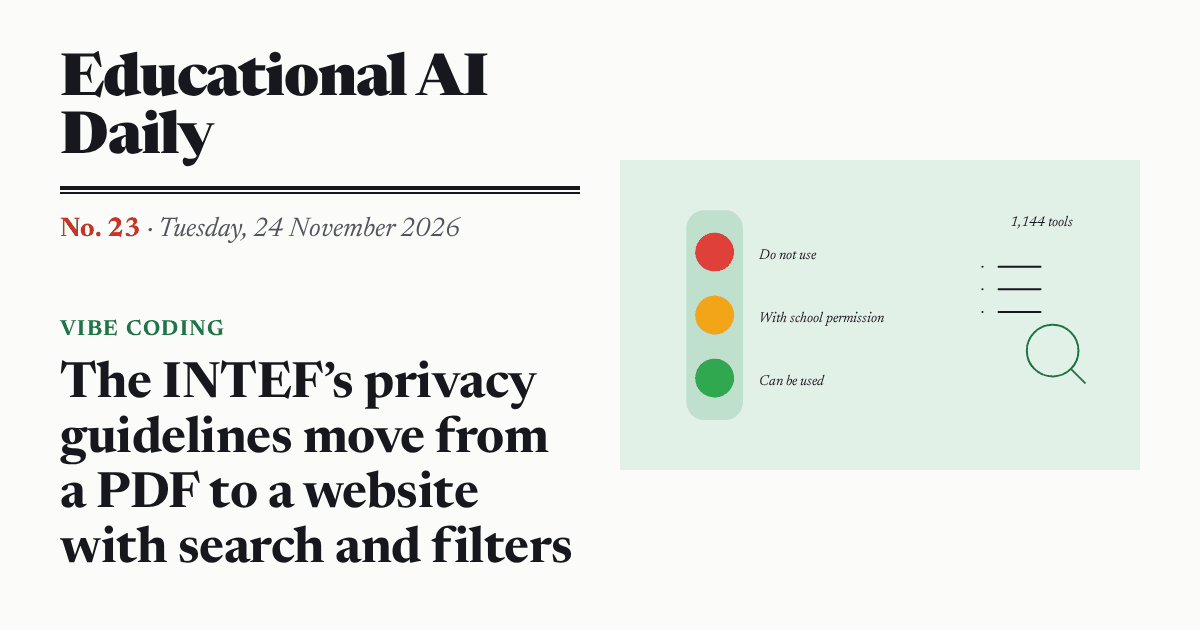 Educational AI
Daily
No. 23 · Tuesday, 24 November 2026
VIBE CODING
The INTEF’s privacy
guidelines move from
a PDF to a website
with search and filters
Do not use
With school permission
Can be used
1,144 tools